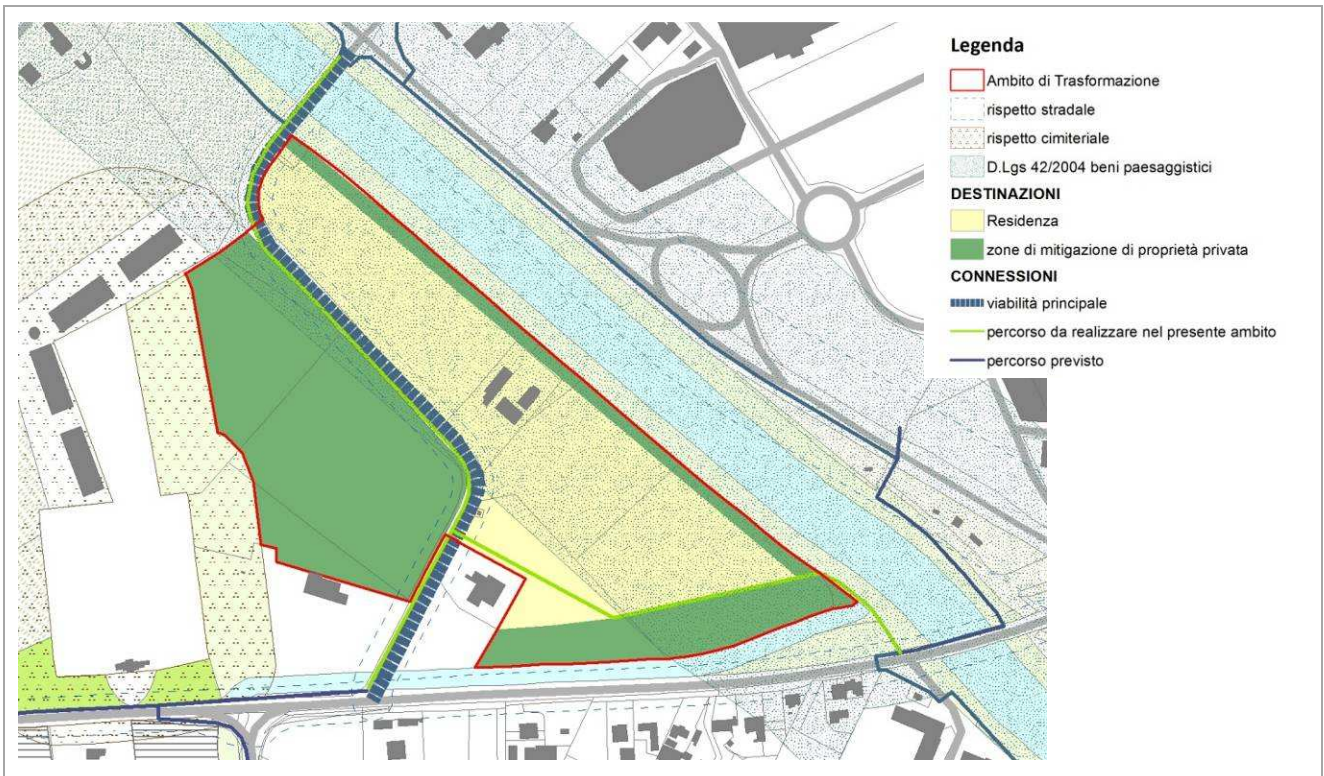 Legenda
Ambito di Trasformazione
rispetto stradale
rispetto cimiteriale
D.Lgs 42/2004 beni paesaggistici
DESTINAZIONI
Residenza
zone di mitigazione di proprietà privata
CONNESSIONI
viabilità principale
percorso da realizzare nel presente ambito
percorso previsto